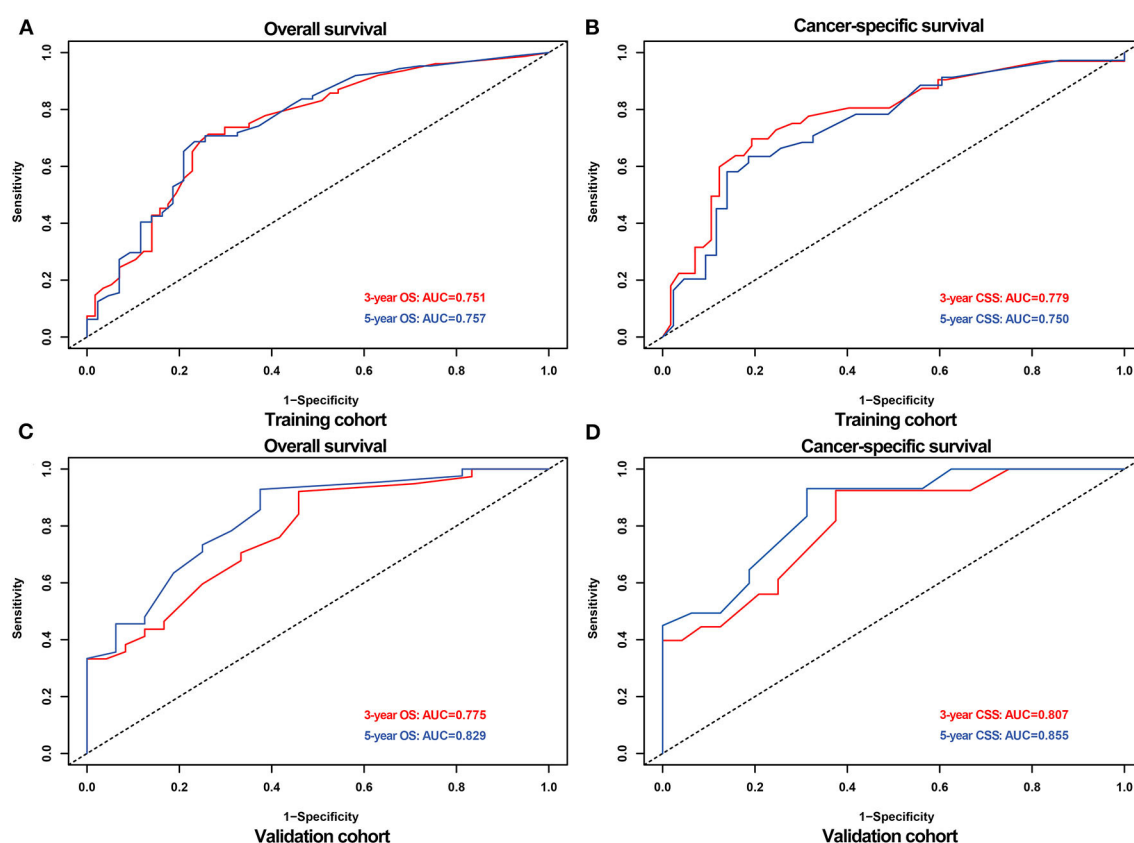 A
Overall survival
1.0
0.8
0.6
0.4
0.2
0.0
Sensitivity
3-year OS: AUC=0.751
5-year OS: AUC=0.757
0.0 0.2 0.4 0.6 0.8 1.0
1−Specificity
Training cohort
B
Cancer-specific survival
1.0
0.8
0.6
0.4
0.2
0.0
Sensitivity
3-year CSS: AUC=0.779
5-year CSS: AUC=0.750
0.0 0.2 0.4 0.6 0.8 1.0
1−Specificity
Training cohort
C
Overall survival
1.0
0.8
0.6
0.4
0.2
0.0
Sensitivity
3-year OS: AUC=0.775
5-year OS: AUC=0.829
0.0 0.2 0.4 0.6 0.8 1.0
1−Specificity
Validation cohort
D
Cancer-specific survival
1.0
0.8
0.6
0.4
0.2
0.0
Sensitivity
3-year CSS: AUC=0.807
5-year CSS: AUC=0.855
0.0 0.2 0.4 0.6 0.8 1.0
1−Specificity
Validation cohort